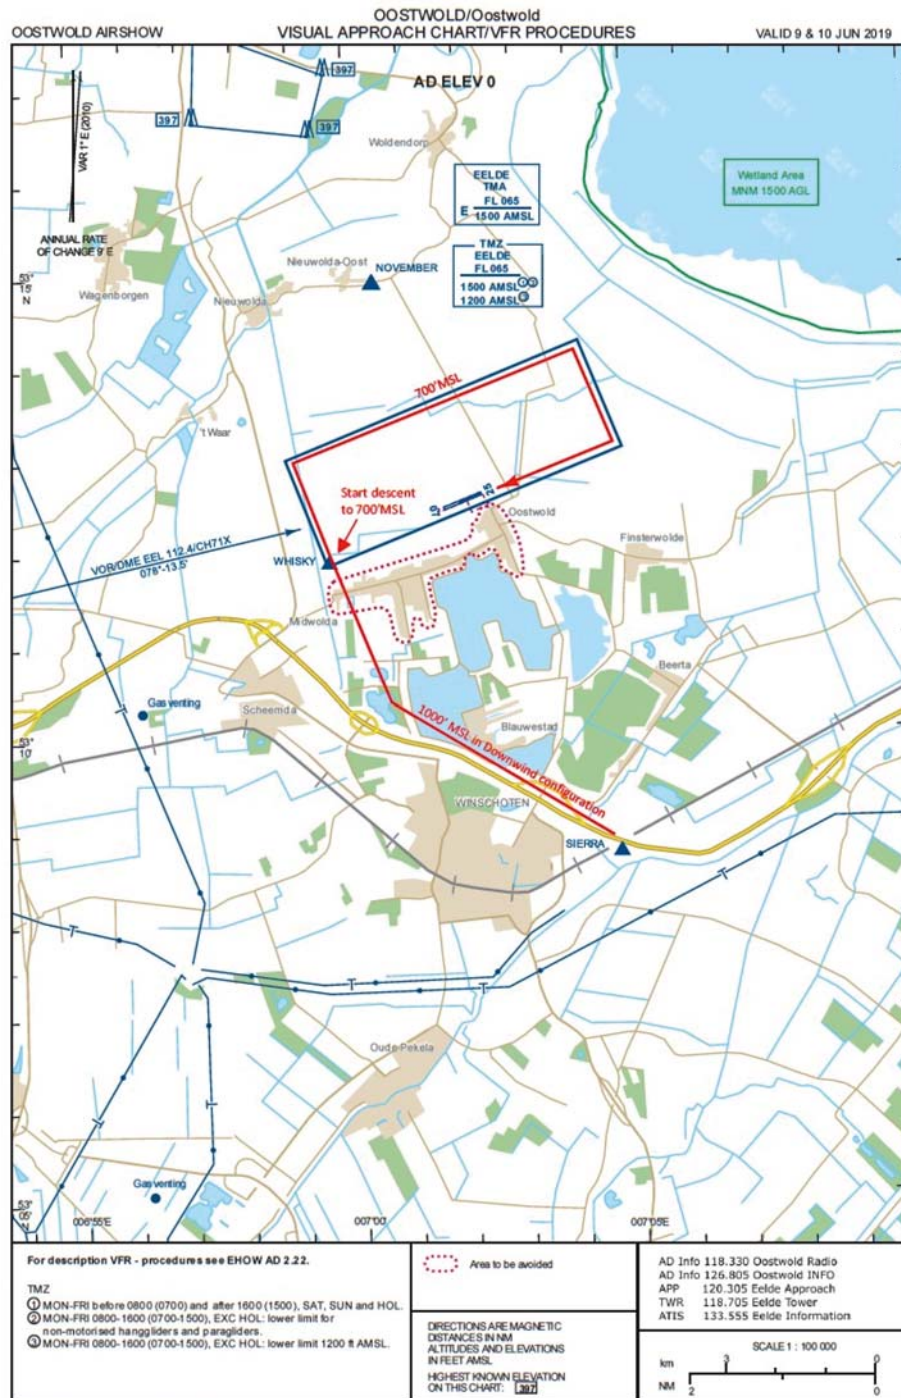 OOSTWOLD/Oostwold
OOSTWOLD AIRSHOW
VISUAL APPROACH CHART/VFR PROCEDURES
VALID 9 & 10 JUN 2019
397
AD ELEV 0
397
397
VAR 1° E (2010)
Woldendorp
Wetland Area
MNM 1500 AGL
EELDE
TMA
FL 065
E 1500 AMSL
ANNUAL RATE
OF CHANGE 9' E
TMZ
EELDE
FL 065
1500 AMSL
1200 AMSL
Nieuwolda-Oost
NOVEMBER
53°
15'
N
Wagenborgen
Nieuwolda
700'MSL
't Waar
Start descent
to 700'MSL
25
Oostwold
VOR/DME EEL 112.4/CH71X
078°-13.5'
WHISKY
Finsterwolde
Midwolda
Beerta
Gas venting
Scheemda
Blauwestad
1000' MSL in Downwind configuration
53°
10'
WINSCHOTEN
SIERRA
T
T
T
T
T
T
Oude-Pekela
T
T
Gas venting
53°
05'
N
006°55'E
007°00'
007°05'E
For description VFR - procedures see EHOW AD 2.22.
TMZ
① MON-FRI before 0800 (0700) and after 1600 (1500), SAT, SUN and HOL.
② MON-FRI 0800-1600 (0700-1500), EXC HOL: lower limit for
non-motorised hanggliders and paragliders.
③ MON-FRI 0800-1600 (0700-1500), EXC HOL: lower limit 1200 ft AMSL.
Area to be avoided
DIRECTIONS ARE MAGNETIC
DISTANCES IN NM
ALTITUDES AND ELEVATIONS
IN FEET AMSL
HIGHEST KNOWN ELEVATION
ON THIS CHART: 397
AD Info 118.330 Oostwold Radio
AD Info 126.805 Oostwold INFO
APP 120.305 Eelde Approach
TWR 118.705 Eelde Tower
ATIS 133.555 Eelde Information
SCALE 1 : 100 000
km 3 0
NM 2 0